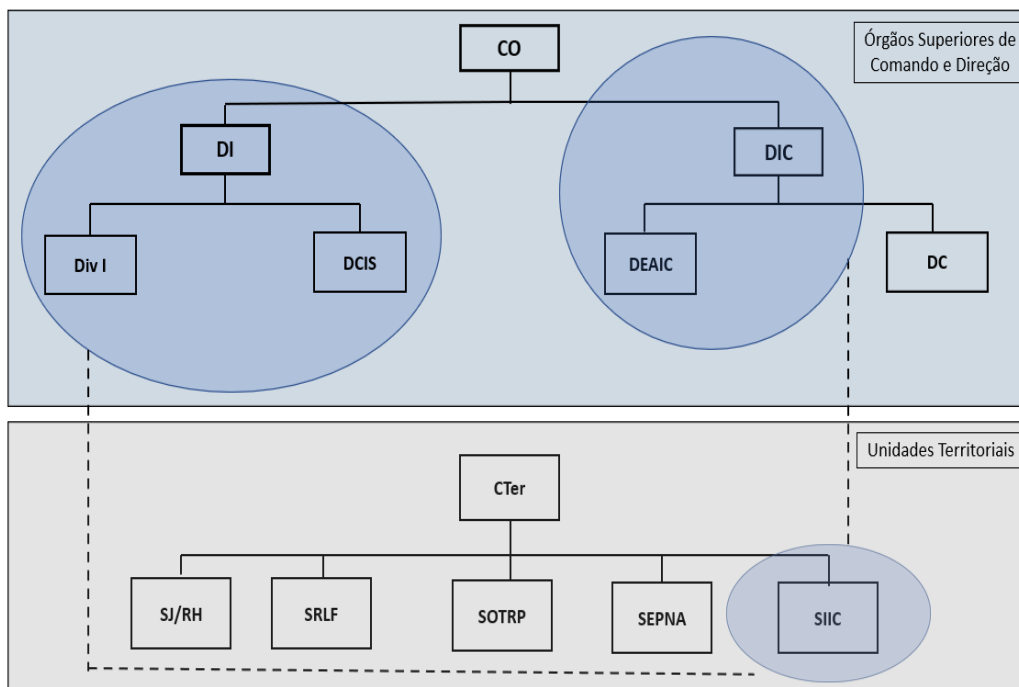 Órgãos Superiores de
Comando e Direção
CO
DI
DIC
Div I
DCIS
DEAIC
DC
Unidades Territoriais
CTer
SJ/RH
SRLF
SOTRP
SEPNA
SIIC